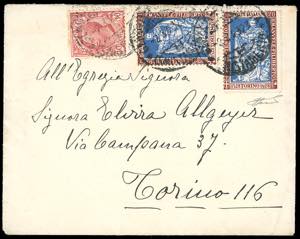 All'Egregia Signora
Signora Elvira Allgeyer
Via Campana 37.
Torino 116